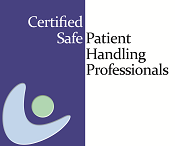 Certified
Safe Patient
Handling
Professionals